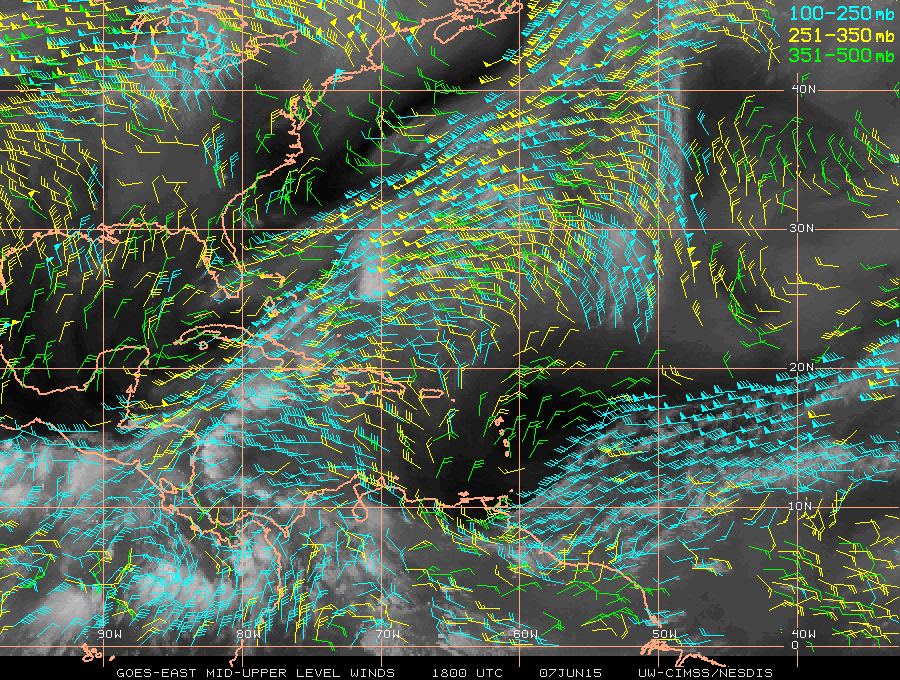 100-250mb
251-350mb
351-500mb
40N
30N
20N
10N
90W 80W 70W 60W 50W 40W
0
GOES-EAST MID-UPPER LEVEL WINDS 1800 UTC 07JUN15 UW-CIMSS/NESDIS